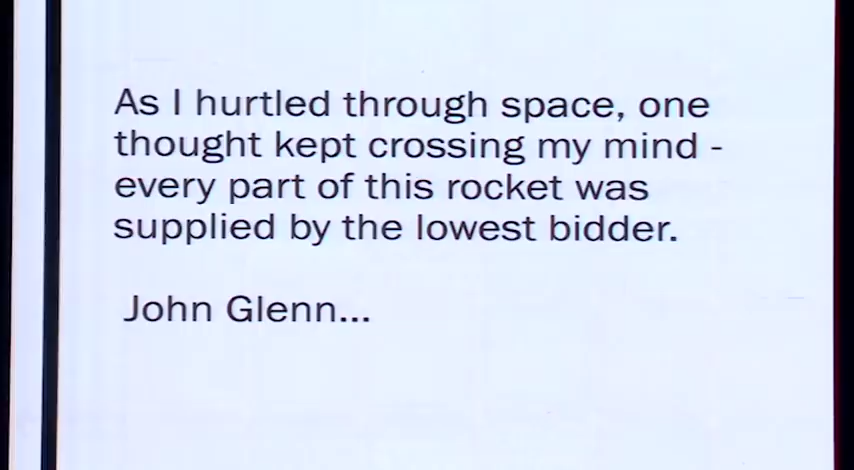 As I hurtled through space, one
thought kept crossing my mind -
every part of this rocket was
supplied by the lowest bidder.
John Glenn...